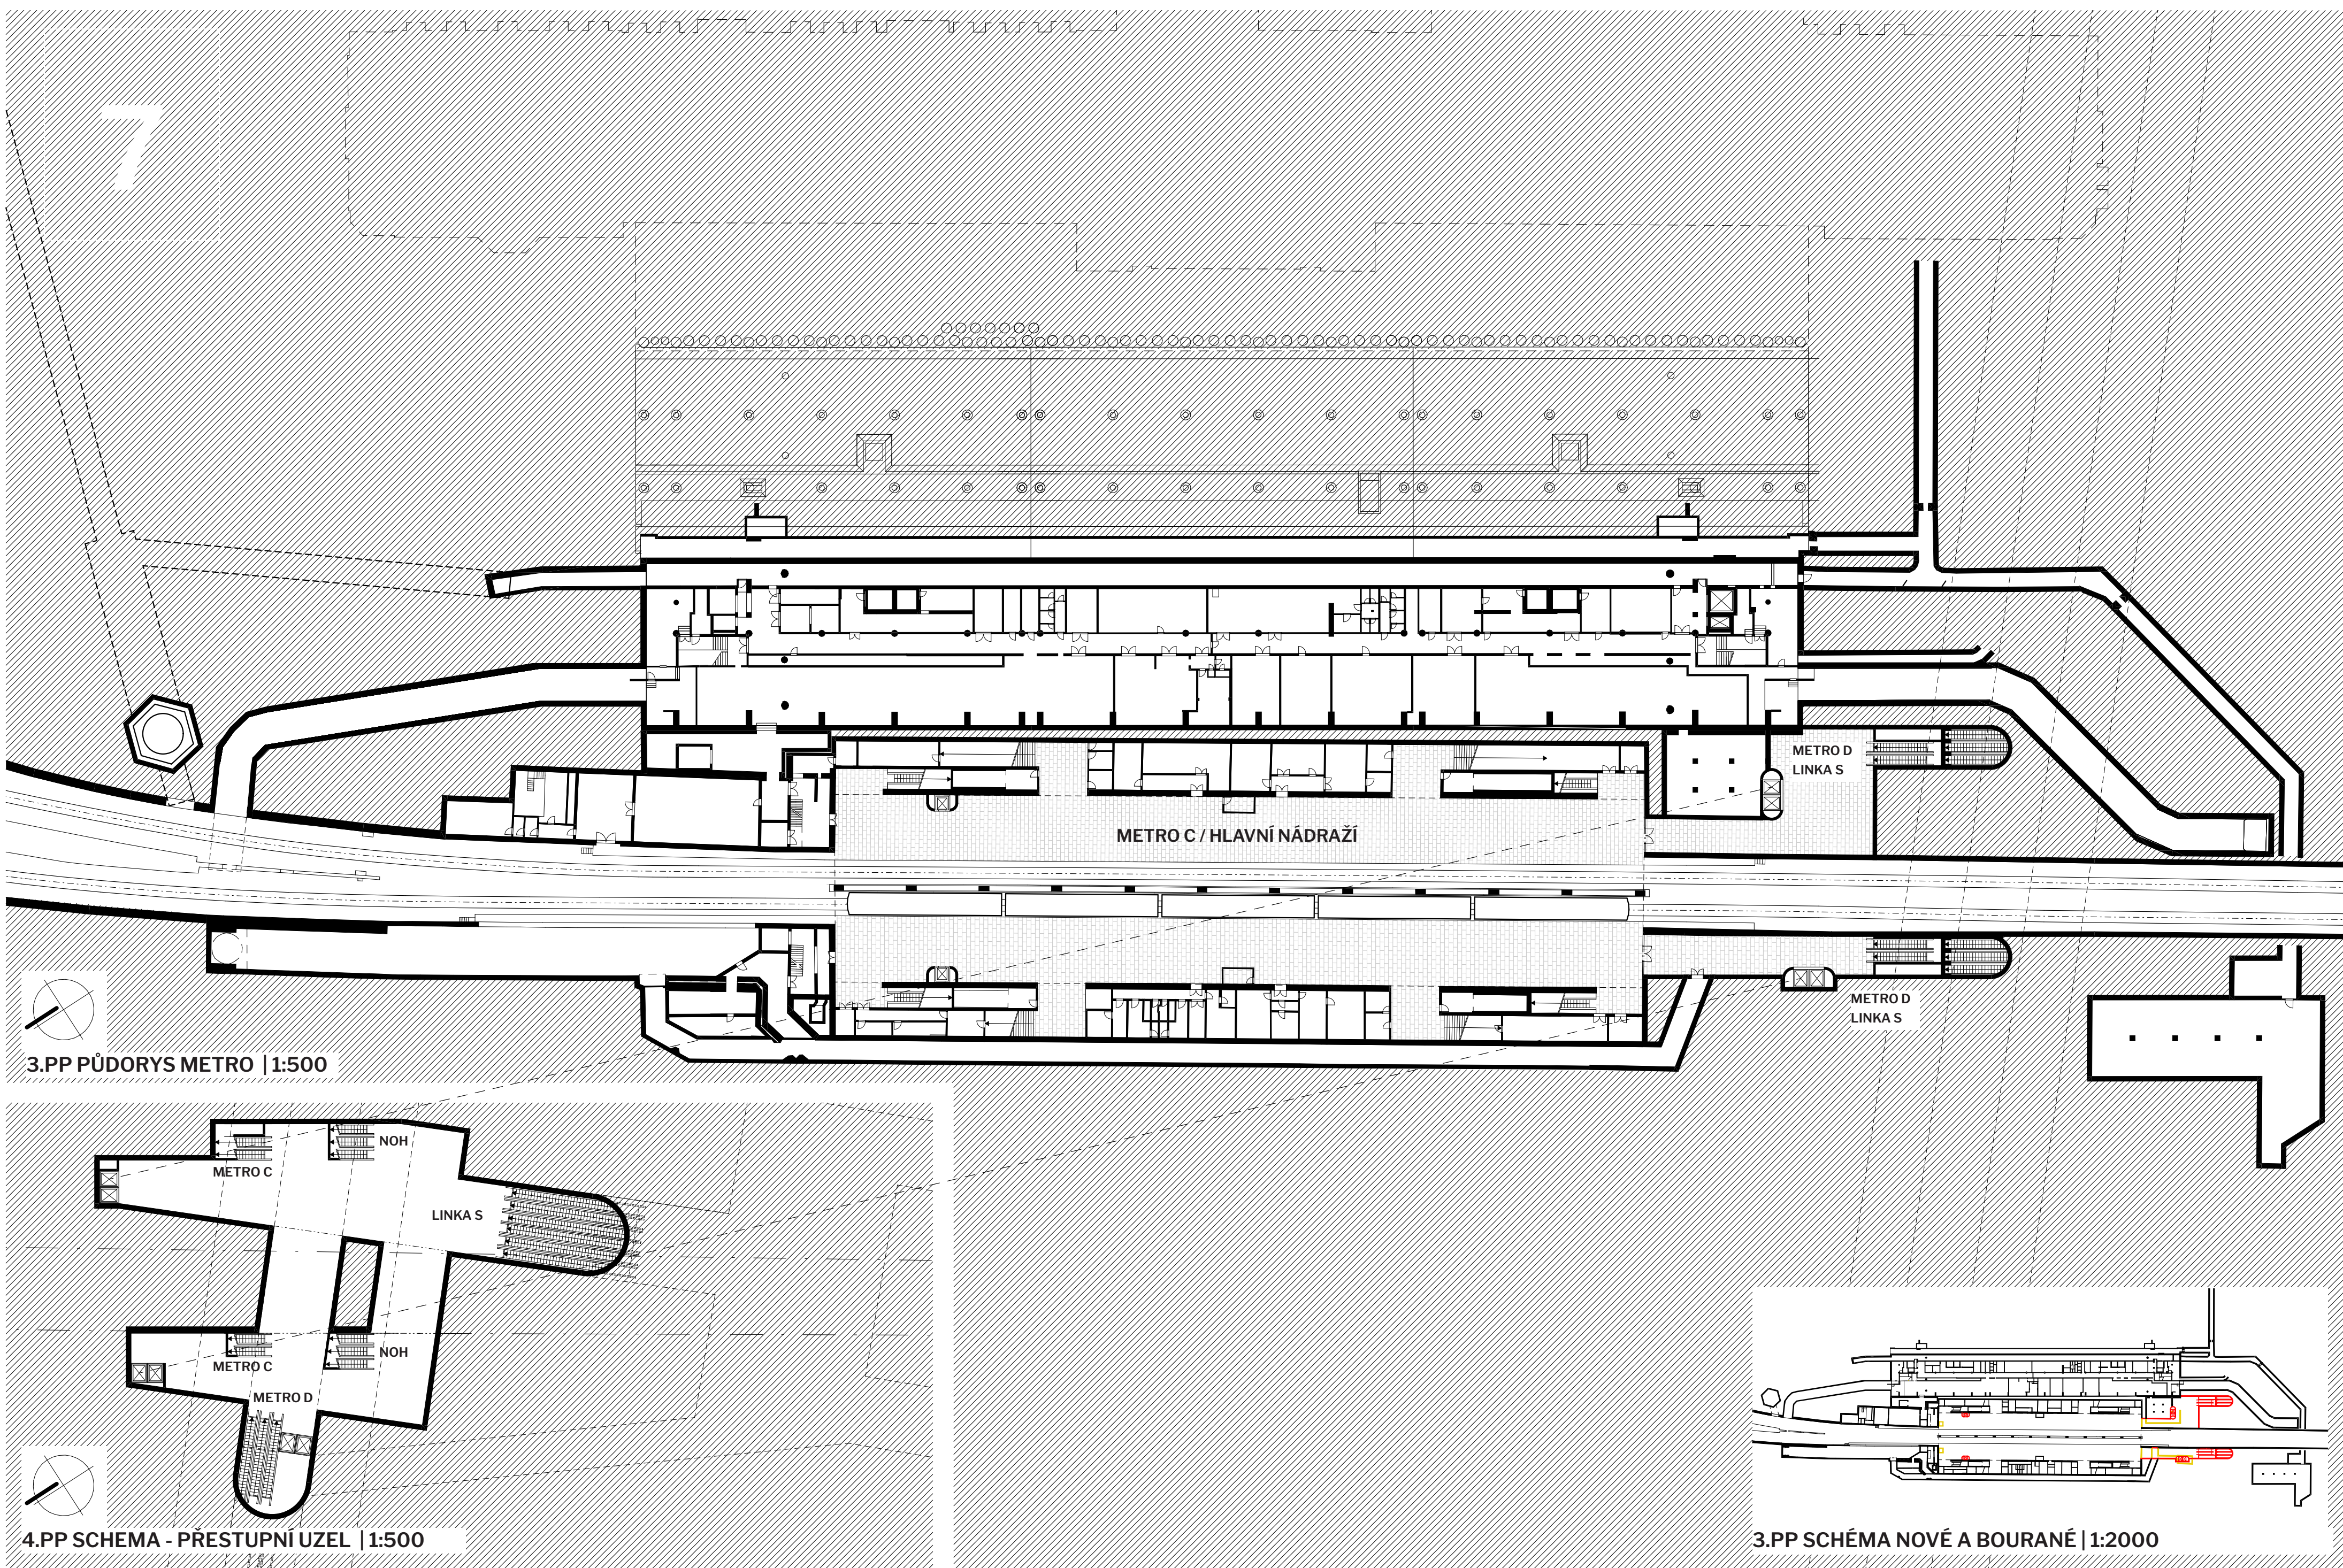 7
METRO D
LINKA S
METRO C / HLAVNÍ NÁDRAŽÍ
METRO D
LINKA S
3.PP PŮDORYS METRO | 1:500
NOH
METRO C
LINKA S
NOH
METRO C
METRO D
4.PP SCHEMA - PŘESTUPNÍ UZEL | 1:500
3.PP SCHÉMA NOVÉ A BOURANÉ | 1:2000